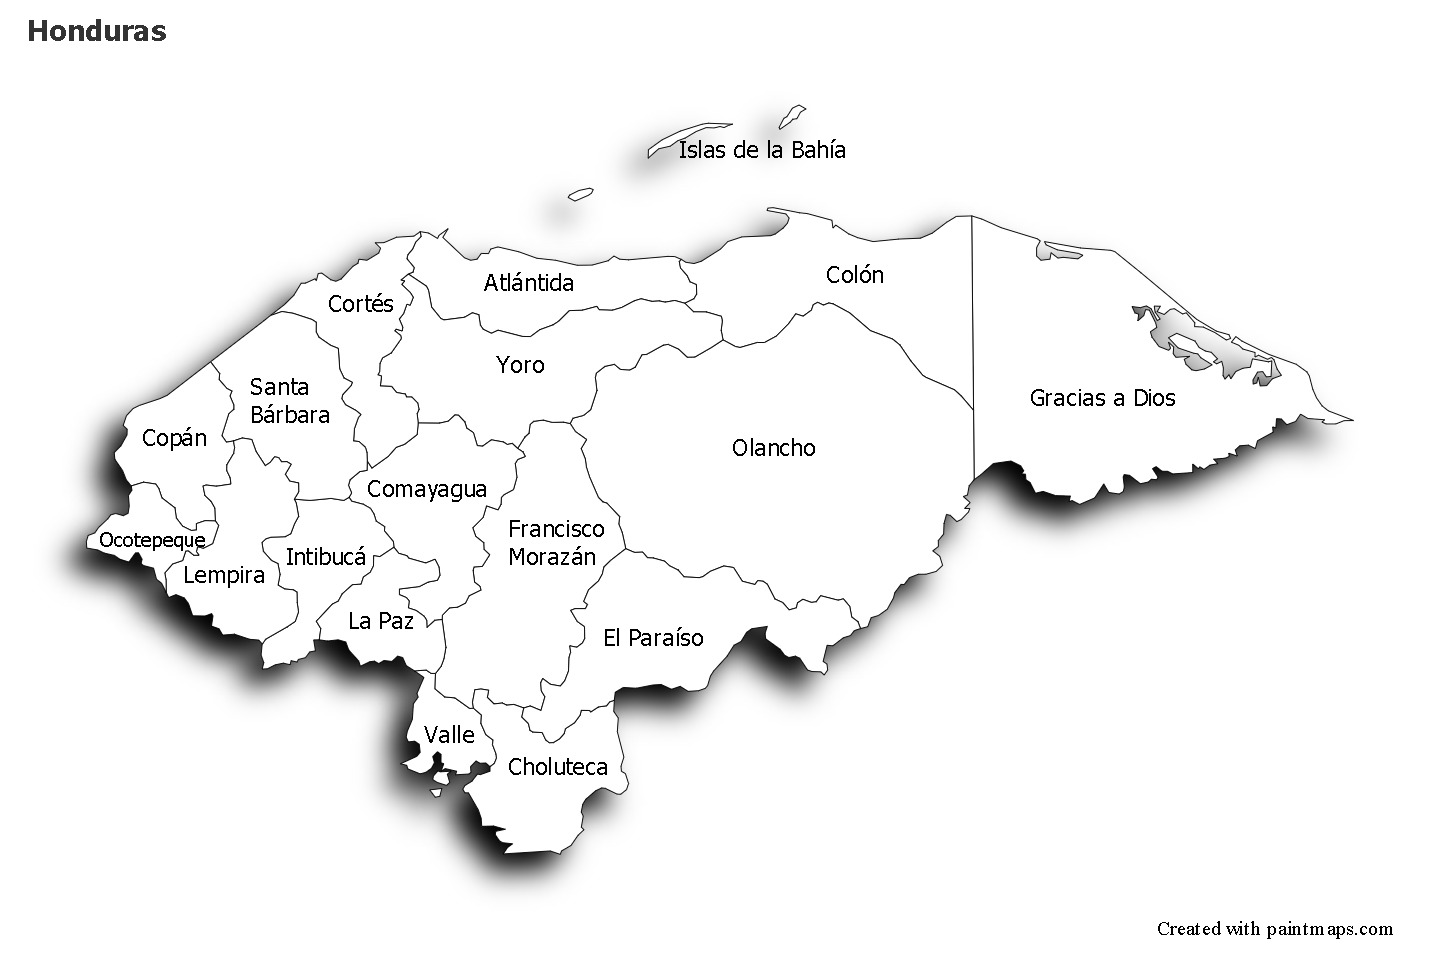 Honduras
Islas de la Bahía
Atlántida
Colón
Cortés
Yoro
Santa
Bárbara
Gracias a Dios
Copán
Olancho
Comayagua
Francisco
Morazán
Ocotepeque
Intibucá
Lempira
La Paz
El Paraíso
Valle
Choluteca
Created with paintmaps.com